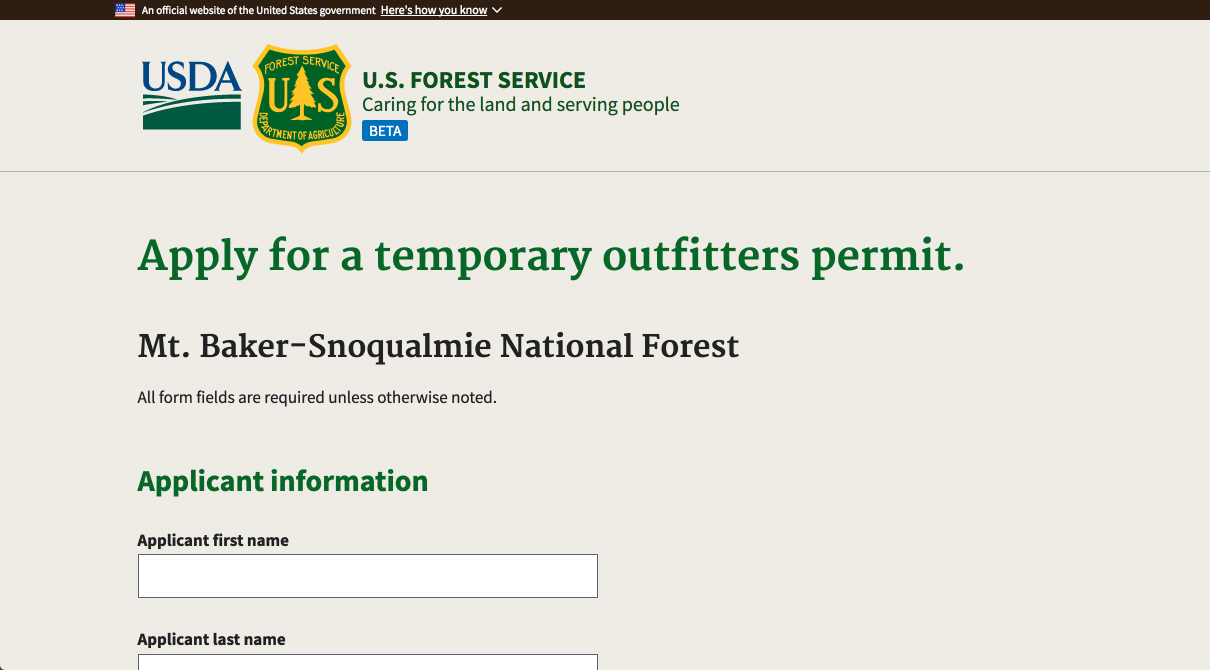 An official website of the United States government Here's how you know
USDA
FOREST SERVICE
U S
DEPARTMENT OF AGRICULTURE
U.S. FOREST SERVICE
Caring for the land and serving people
BETA
Apply for a temporary outfitters permit.
Mt. Baker-Snoqualmie National Forest
All form fields are required unless otherwise noted.
Applicant information
Applicant first name
Applicant last name